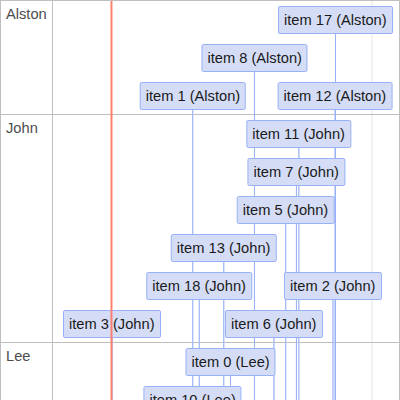 Alston
item 17 (Alston)
item 8 (Alston)
item 1 (Alston)
item 12 (Alston)
John
item 11 (John)
item 7 (John)
item 5 (John)
item 13 (John)
item 18 (John)
item 2 (John)
item 3 (John)
item 6 (John)
Lee
item 0 (Lee)
item 10 (Lee)